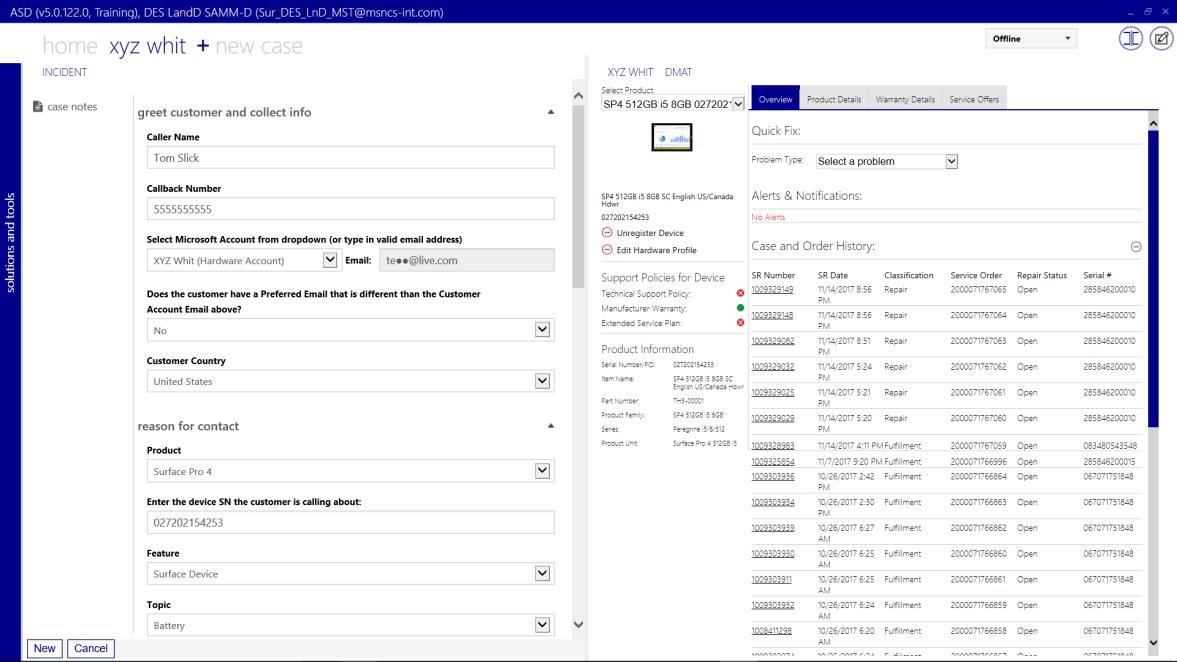 ASD (v5.0.122.0, Training), DES LandD SAMM-D (Sur_DES_LnD_MST@msncs-int.com)
home xyz whit + new case
Offline
solutions and tools
INCIDENT
case notes
greet customer and collect info
Caller Name
Tom Slick
Callback Number
5555555555
Select Microsoft Account from dropdown (or type in valid email address)
XYZ Whit (Hardware Account) Email: te●●@live.com
Does the customer have a Preferred Email that is different than the Customer
Account Email above?
No
Customer Country
United States
reason for contact
Product
Surface Pro 4
Enter the device SN the customer is calling about:
027202154253
Feature
Surface Device
Topic
Battery
New Cancel
XYZ WHIT DMAT
Select Product:
SP4 512GB i5 8GB 027202
SP4 512GB i5 8GB SC English US/Canada
Hdwr
027202154253
Unregister Device
Edit Hardware Profile
Support Policies for Device
Technical Support Policy:
Manufacturer Warranty:
Extended Service Plan:
Product Information
Serial Number/PID: 027202154253
Item Name: SP4 512GB i5 8GB SC
English US/Canada Hdwr
Part Number: TH3-00001
Product Family: SP4 512GB i5 8GB
Series: Peregrine i5/8/512
Product Unit: Surface Pro 4 512GB i5
Overview Product Details Warranty Details Service Offers
Quick Fix:
Problem Type: Select a problem
Alerts & Notifications:
No Alerts
Case and Order History:
SR Number SR Date Classification Service Order Repair Status Serial #
1009329149 11/14/2017 8:56 Repair 2000071767065 Open 285846200010
PM
1009329148 11/14/2017 8:56 Repair 2000071767064 Open 285846200010
PM
1009329082 11/14/2017 8:51 Repair 2000071767063 Open 285846200010
PM
1009329032 11/14/2017 5:24 Repair 2000071767062 Open 285846200010
PM
1009329025 11/14/2017 5:21 Repair 2000071767061 Open 285846200010
PM
1009329029 11/14/2017 5:20 Repair 2000071767060 Open 285846200010
PM
1009328983 11/14/2017 4:11 PM Fulfillment 2000071767059 Open 083480543548
1009325854 11/7/2017 9:20 PM Fulfillment 2000071766996 Open 285846200015
1009303936 10/26/2017 2:42 Fulfillment 2000071766864 Open 067071751848
PM
1009303934 10/26/2017 2:30 Fulfillment 2000071766863 Open 067071751848
PM
1009303939 10/26/2017 6:27 Fulfillment 2000071766862 Open 067071751848
AM
1009303930 10/26/2017 6:25 Fulfillment 2000071766860 Open 067071751848
AM
1009303911 10/26/2017 6:25 Fulfillment 2000071766861 Open 067071751848
AM
1009303932 10/26/2017 6:24 Fulfillment 2000071766859 Open 067071751848
AM
1008411298 10/26/2017 6:20 Fulfillment 2000071766858 Open 067071751848
AM